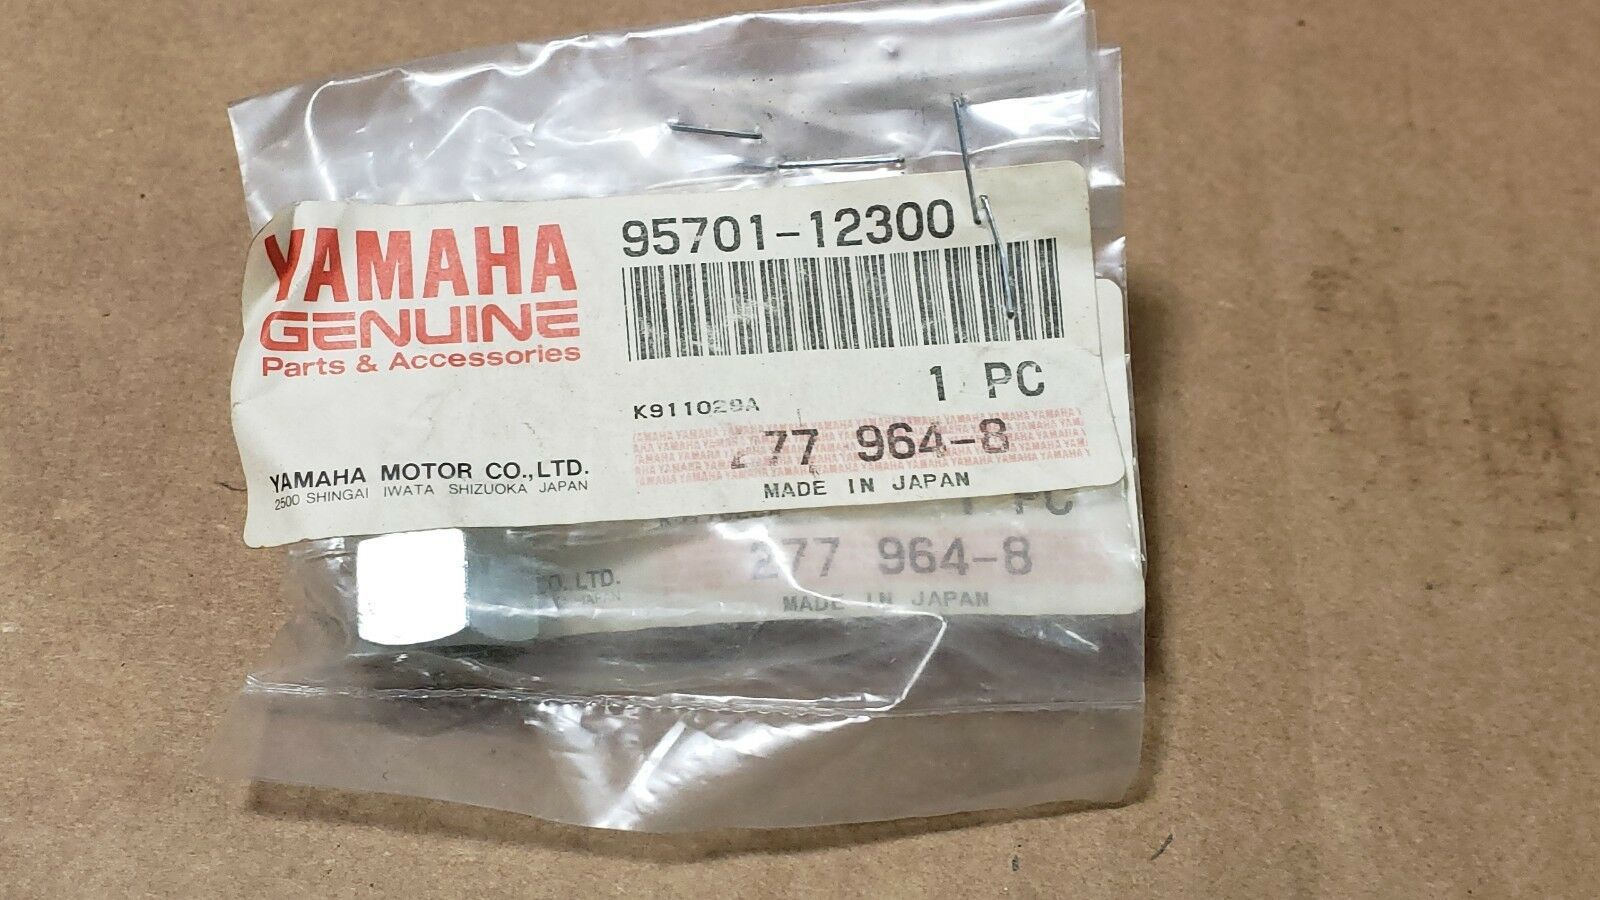 YAMAHA
GENUINE
Parts & Accessories
YAMAHA MOTOR CO.,LTD.
2500 SHINGAI IWATA SHIZUOKA JAPAN
95701-12300
1 PC
K911029A
277 964-8
MADE IN JAPAN
1 PC
277 964-8
MADE IN JAPAN
CO. LTD.
JAPAN